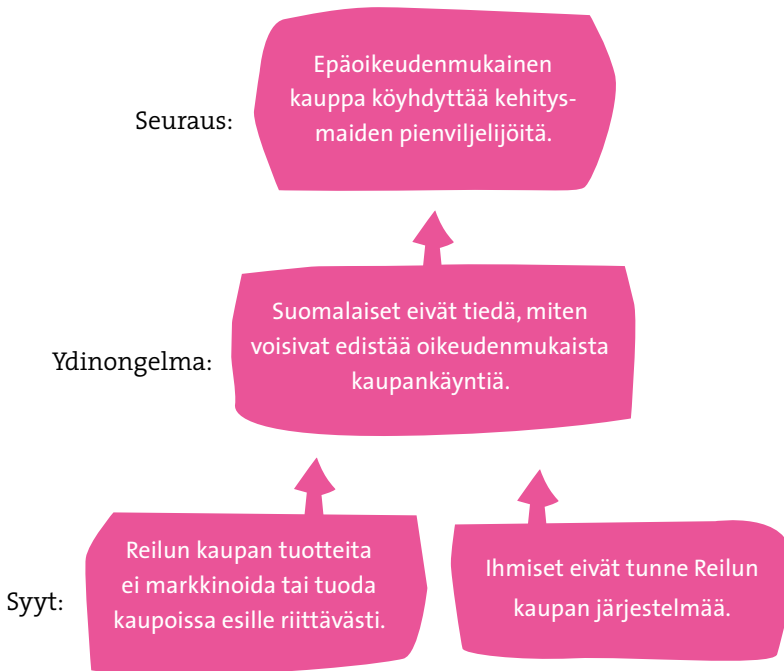 Seuraus:
Epäoikeudenmukainen
kauppa köyhdyttää kehitys-
maiden pienviljelijöitä.
Ydinongelma:
Suomalaiset eivät tiedä, miten
voisivat edistää oikeudenmukaista
kaupankäyntiä.
Syyt:
Reilun kaupan tuotteita
ei markkinoida tai tuoda
kaupoissa esille riittävästi.
Ihmiset eivät tunne Reilun
kaupan järjestelmää.